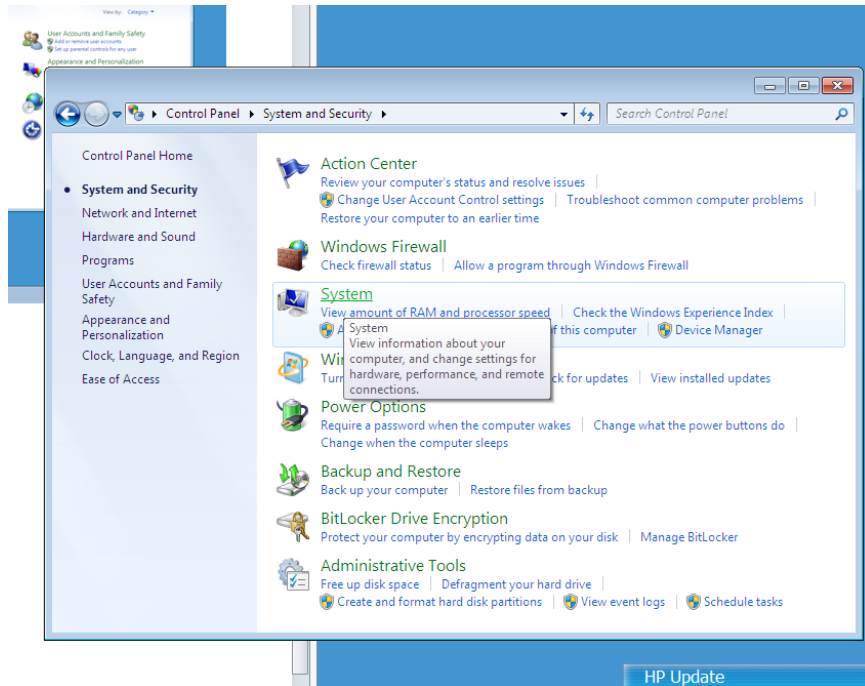 View by: Category
User Accounts and Family Safety
Add or remove user accounts
Set up parental controls for any user
Appearance and Personalization
Control Panel System and Security
Search Control Panel
Control Panel Home
System and Security
Network and Internet
Hardware and Sound
Programs
User Accounts and Family
Safety
Appearance and
Personalization
Clock, Language, and Region
Ease of Access
Action Center
Review your computer's status and resolve issues
Change User Account Control settings Troubleshoot common computer problems
Restore your computer to an earlier time
Windows Firewall
Check firewall status Allow a program through Windows Firewall
System
View amount of RAM and processor speed Check the Windows Experience Index
this computer Device Manager
System
View information about your
computer, and change settings for
hardware, performance, and remote
connections.
for updates View installed updates
Power Options
Require a password when the computer wakes Change what the power buttons do
Change when the computer sleeps
Backup and Restore
Back up your computer Restore files from backup
BitLocker Drive Encryption
Protect your computer by encrypting data on your disk Manage BitLocker
Administrative Tools
Free up disk space Defragment your hard drive
Create and format hard disk partitions View event logs Schedule tasks
HP Update